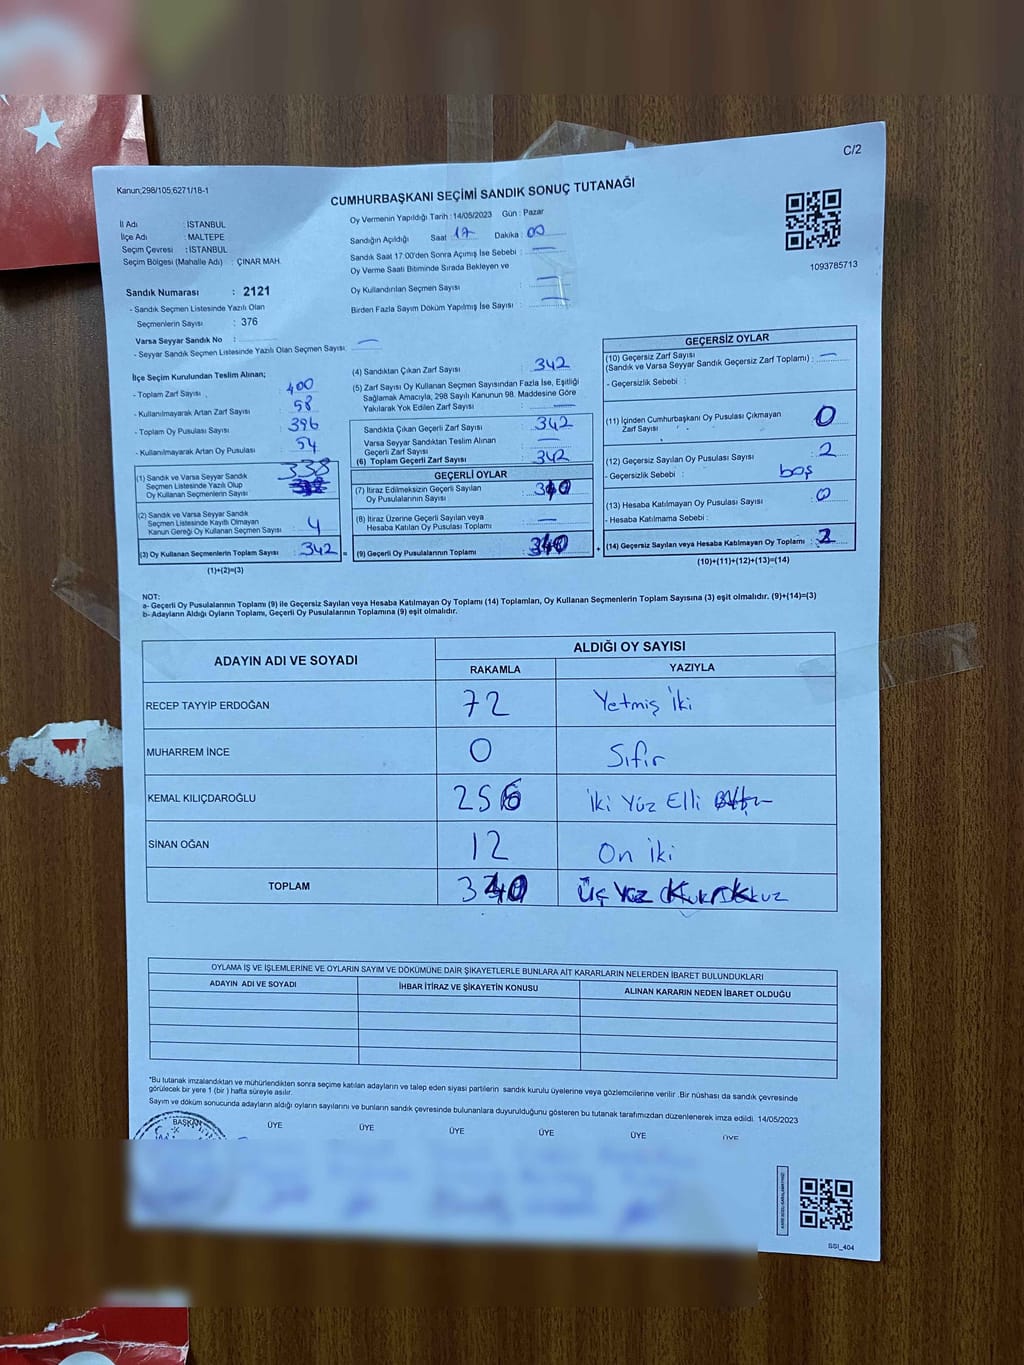 C/2
Kanun;298/105;6271/18-1
CUMHURBAŞKANI SEÇİMİ SANDIK SONUÇ TUTANAĞI
İl Adı : İSTANBUL
İlçe Adı : MALTEPE
Seçim Çevresi : İSTANBUL
Seçim Bölgesi (Mahalle Adı) : ÇINAR MAH.
Oy Vermenin Yapıldığı Tarih : 14/05/2023 Gün : Pazar
Sandığın Açıldığı Saat : 17 Dakika : 00
Sandık Saat 17:00'den Sonra Açımış İse Sebebi : —
Oy Verme Saati Bitiminde Sırada Bekleyen ve
Oy Kullandırılan Seçmen Sayısı : —
Birden Fazla Sayım Döküm Yapılmış İse Sayısı : —
1093785713
Sandık Numarası : 2121
- Sandık Seçmen Listesinde Yazılı Olan
Seçmenlerin Sayısı : 376
Varsa Seyyar Sandık No :
- Seyyar Sandık Seçmen Listesinde Yazılı Olan Seçmen Sayısı: —
İlçe Seçim Kurulundan Teslim Alınan;
- Toplam Zarf Sayısı : 400
- Kullanılmayarak Artan Zarf Sayısı : 58
- Toplam Oy Pusulası Sayısı : 396
- Kullanılmayarak Artan Oy Pusulası : 54
(1) Sandık ve Varsa Seyyar Sandık
Seçmen Listesinde Yazılı Olup
Oy Kullanan Seçmenlerin Sayısı : 338
(2) Sandık ve Varsa Seyyar Sandık
Seçmen Listesinde Kayıtlı Olmayan
Kanun Gereği Oy Kullanan Seçmen Sayısı : 4
(3) Oy Kullanan Seçmenlerin Toplam Sayısı : 342 =
(1)+(2)=(3)
(4) Sandıktan Çıkan Zarf Sayısı : 342
(5) Zarf Sayısı Oy Kullanan Seçmen Sayısından Fazla İse, Eşitliği
Sağlamak Amacıyla, 298 Sayılı Kanunun 98. Maddesine Göre
Yakılarak Yok Edilen Zarf Sayısı : —
Sandıkta Çıkan Geçerli Zarf Sayısı : 342
Varsa Seyyar Sandıktan Teslim Alınan
Geçerli Zarf Sayısı : —
(6) Toplam Geçerli Zarf Sayısı : 342
GEÇERLİ OYLAR
(7) İtiraz Edilmeksizin Geçerli Sayılan
Oy Pusulalarının Sayısı : 340
(8) İtiraz Üzerine Geçerli Sayılan veya
Hesaba Katılan Oy Pusulası Toplamı : —
(9) Geçerli Oy Pusulalarının Toplamı : 340 +
GEÇERSİZ OYLAR
(10) Geçersiz Zarf Sayısı
(Sandık ve Varsa Seyyar Sandık Geçersiz Zarf Toplamı) : —
- Geçersizlik Sebebi :
(11) İçinden Cumhurbaşkanı Oy Pusulası Çıkmayan
Zarf Sayısı : 0
(12) Geçersiz Sayılan Oy Pusulası Sayısı : 2
- Geçersizlik Sebebi : boş
(13) Hesaba Katılmayan Oy Pusulası Sayısı : 0
- Hesaba Katılmama Sebebi :
(14) Geçersiz Sayılan veya Hesaba Katılmayan Oy Toplamı : 2
(10)+(11)+(12)+(13)=(14)
NOT:
a- Geçerli Oy Pusulalarının Toplamı (9) ile Geçersiz Sayılan veya Hesaba Katılmayan Oy Toplamı (14) Toplamları, Oy Kullanan Seçmenlerin Toplam Sayısına (3) eşit olmalıdır. (9)+(14)=(3)
b- Adayların Aldığı Oyların Toplamı, Geçerli Oy Pusulalarının Toplamına (9) eşit olmalıdır.
ADAYIN ADI VE SOYADI
ALDIĞI OY SAYISI
RAKAMLA YAZIYLA
RECEP TAYYİP ERDOĞAN 72 Yetmiş iki
MUHARREM İNCE 0 Sıfır
KEMAL KILIÇDAROĞLU 256 iki Yüz Elli
SİNAN OĞAN 12 On iki
TOPLAM 340 Üç Yüz
OYLAMA İŞ VE İŞLEMLERİNE VE OYLARIN SAYIM VE DÖKÜMÜNE DAİR ŞİKAYETLERLE BUNLARA AİT KARARLARIN NELERDEN İBARET BULUNDUKLARI
ADAYIN ADI VE SOYADI İHBAR İTİRAZ VE ŞİKAYETİN KONUSU ALINAN KARARIN NEDEN İBARET OLDUĞU
*Bu tutanak imzalandıktan ve mühürlendikten sonra seçime katılan adayların ve talep eden siyasi partilerin sandık kurulu üyelerine veya gözlemcilerine verilir .Bir nüshası da sandık çevresinde
görülecek bir yere 1 (bir ) hafta süreyle asılır.
Sayım ve döküm sonucunda adayların aldığı oyların sayılarını ve bunların sandık çevresinde bulunanlara duyurulduğunu gösteren bu tutanak tarafımızdan düzenlenerek imza edildi. 14/05/2023
BAŞKAN ÜYE ÜYE ÜYE ÜYE ÜYE ÜYE
SSI_404